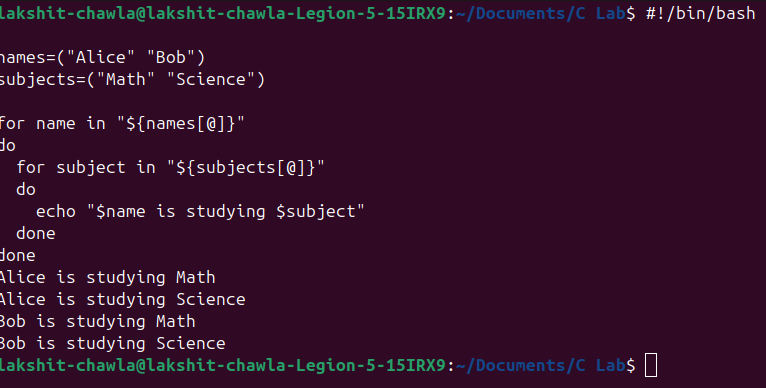 lakshit-chawla@lakshit-chawla-Legion-5-15IRX9:~/Documents/C Lab$ #!/bin/bash
names=("Alice" "Bob")
subjects=("Math" "Science")
for name in "${names[@]}"
do
  for subject in "${subjects[@]}"
  do
    echo "$name is studying $subject"
  done
done
Alice is studying Math
Alice is studying Science
Bob is studying Math
Bob is studying Science
lakshit-chawla@lakshit-chawla-Legion-5-15IRX9:~/Documents/C Lab$